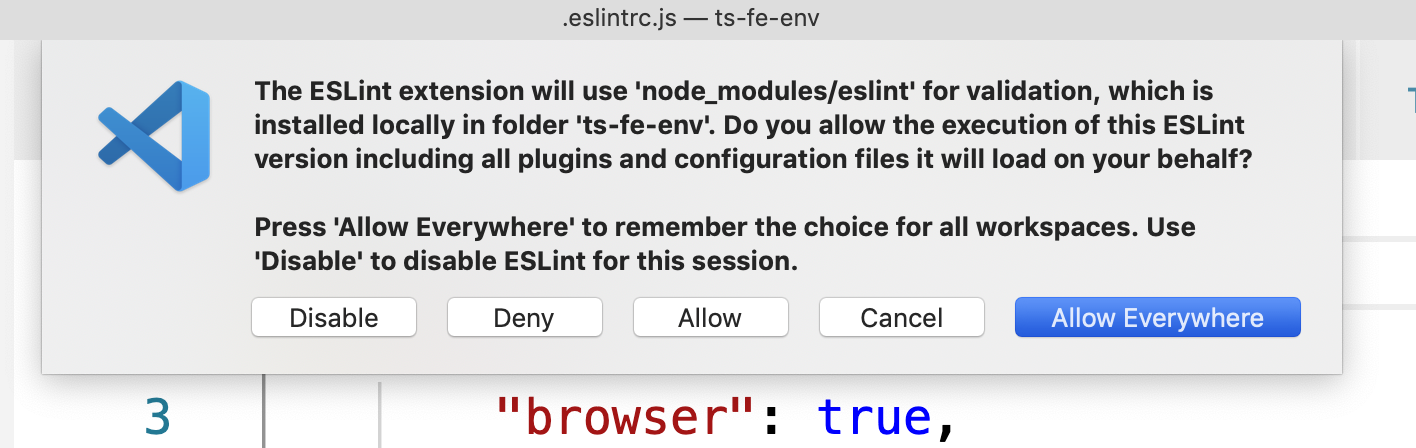 .eslintrc.js — ts-fe-env
The ESLint extension will use 'node_modules/eslint' for validation, which is
installed locally in folder 'ts-fe-env'. Do you allow the execution of this ESLint
version including all plugins and configuration files it will load on your behalf?
Press 'Allow Everywhere' to remember the choice for all workspaces. Use
'Disable' to disable ESLint for this session.
Disable Deny Allow Cancel Allow Everywhere
3 "browser": true,